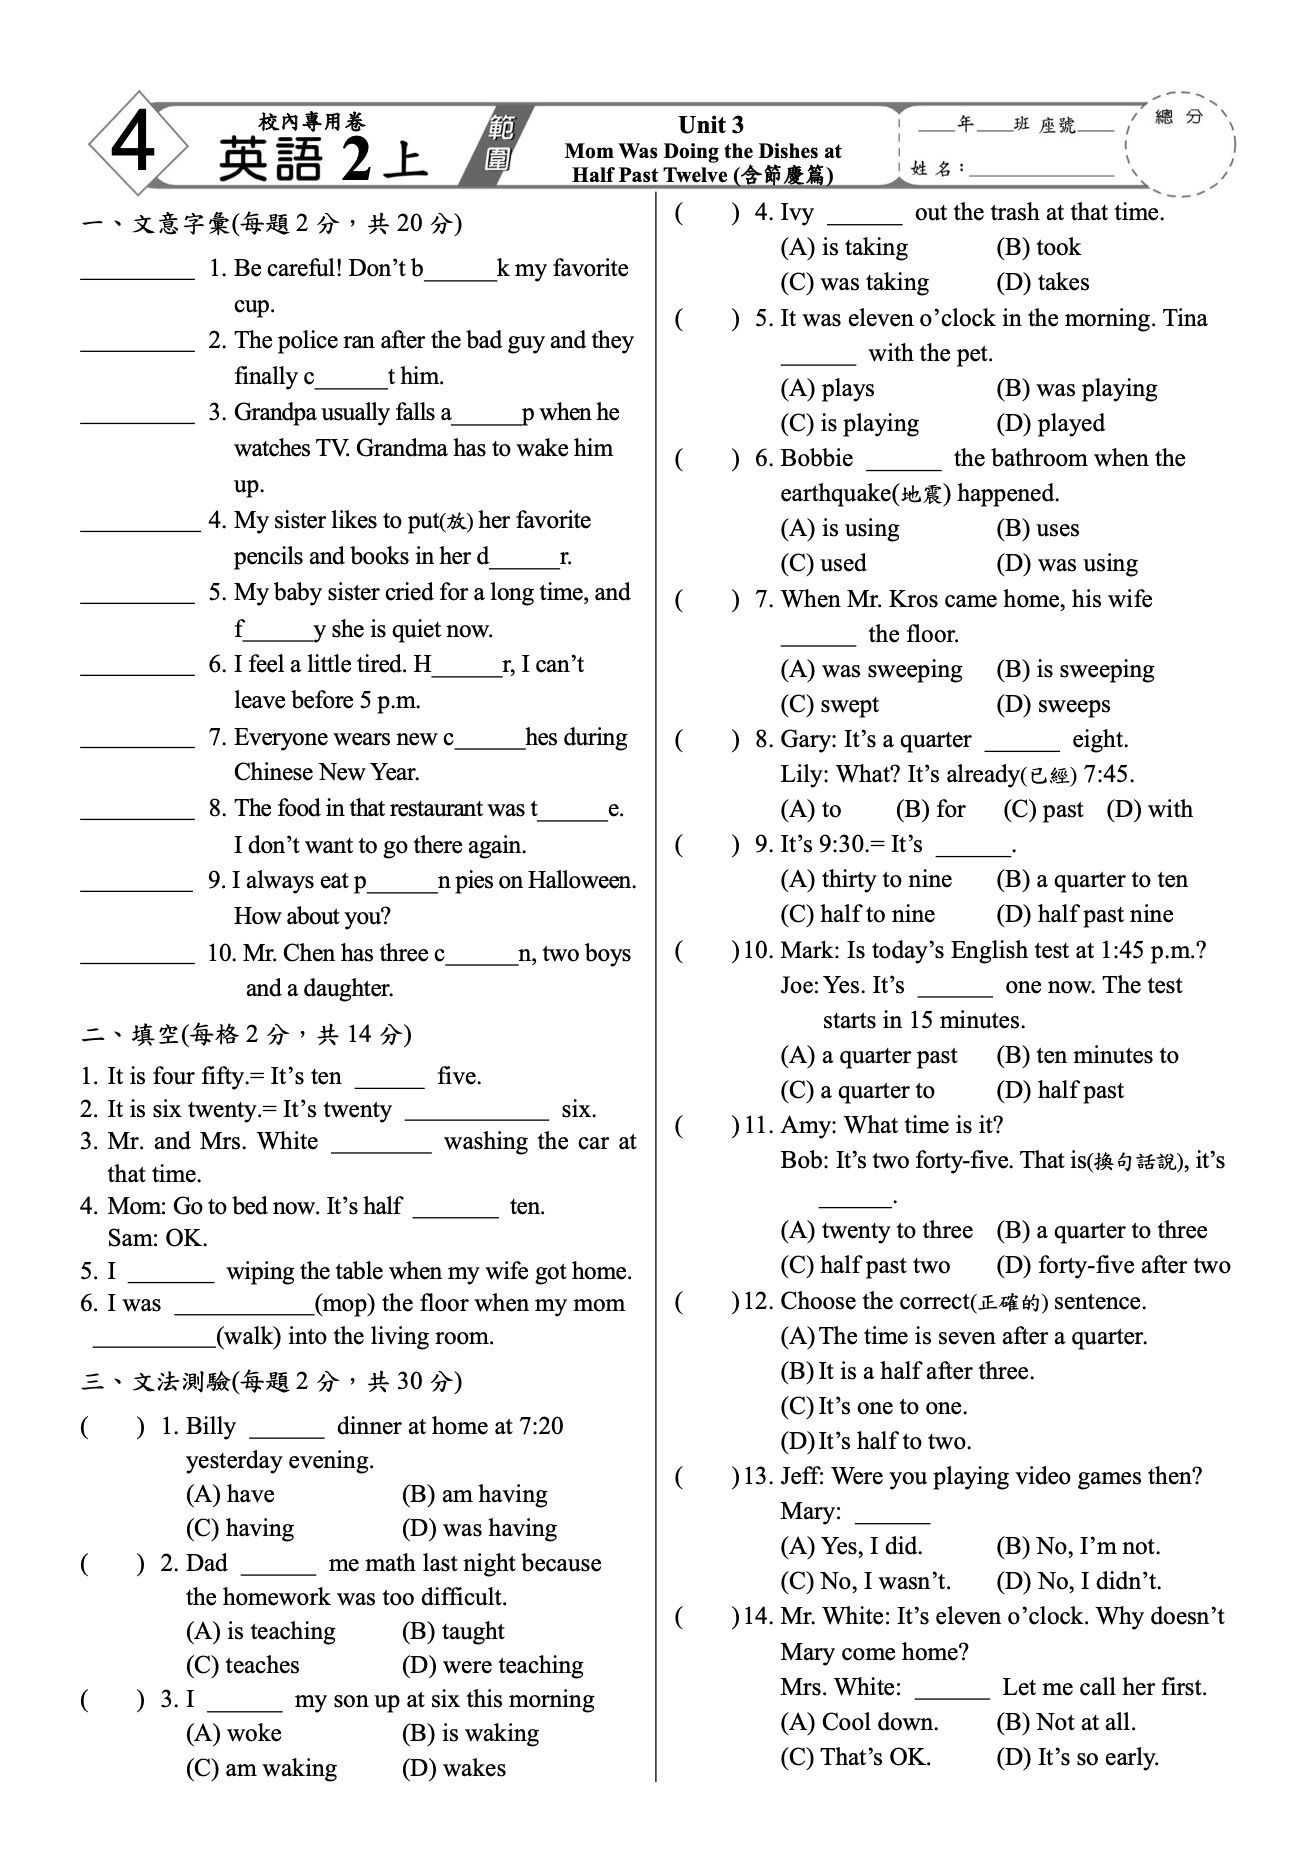 4
校內專用卷
英語 2 上
範圍
Unit 3
Mom Was Doing the Dishes at
Half Past Twelve (含節慶篇)
____年____班 座號____
姓名：________________
總 分
一、文意字彙(每題 2 分，共 20 分)
__________ 1. Be careful! Don’t b______k my favorite
cup.
__________ 2. The police ran after the bad guy and they
finally c______t him.
__________ 3. Grandpa usually falls a______p when he
watches TV. Grandma has to wake him
up.
__________ 4. My sister likes to put(放) her favorite
pencils and books in her d______r.
__________ 5. My baby sister cried for a long time, and
f______y she is quiet now.
__________ 6. I feel a little tired. H______r, I can’t
leave before 5 p.m.
__________ 7. Everyone wears new c______hes during
Chinese New Year.
__________ 8. The food in that restaurant was t______e.
I don’t want to go there again.
__________ 9. I always eat p______n pies on Halloween.
How about you?
__________ 10. Mr. Chen has three c______n, two boys
and a daughter.
二、填空(每格 2 分，共 14 分)
1. It is four fifty.= It’s ten ______ five.
2. It is six twenty.= It’s twenty ____________ six.
3. Mr. and Mrs. White ________ washing the car at
that time.
4. Mom: Go to bed now. It’s half _______ ten.
Sam: OK.
5. I _______ wiping the table when my wife got home.
6. I was ____________(mop) the floor when my mom
__________(walk) into the living room.
三、文法測驗(每題 2 分，共 30 分)
(   ) 1. Billy ______ dinner at home at 7:20
yesterday evening.
(A) have (B) am having
(C) having (D) was having
(   ) 2. Dad ______ me math last night because
the homework was too difficult.
(A) is teaching (B) taught
(C) teaches (D) were teaching
(   ) 3. I ______ my son up at six this morning
(A) woke (B) is waking
(C) am waking (D) wakes
(   ) 4. Ivy ______ out the trash at that time.
(A) is taking (B) took
(C) was taking (D) takes
(   ) 5. It was eleven o’clock in the morning. Tina
______ with the pet.
(A) plays (B) was playing
(C) is playing (D) played
(   ) 6. Bobbie ______ the bathroom when the
earthquake(地震) happened.
(A) is using (B) uses
(C) used (D) was using
(   ) 7. When Mr. Kros came home, his wife
______ the floor.
(A) was sweeping (B) is sweeping
(C) swept (D) sweeps
(   ) 8. Gary: It’s a quarter ______ eight.
Lily: What? It’s already(已經) 7:45.
(A) to (B) for (C) past (D) with
(   ) 9. It’s 9:30.= It’s ______.
(A) thirty to nine (B) a quarter to ten
(C) half to nine (D) half past nine
(   )10. Mark: Is today’s English test at 1:45 p.m.?
Joe: Yes. It’s ______ one now. The test
starts in 15 minutes.
(A) a quarter past (B) ten minutes to
(C) a quarter to (D) half past
(   )11. Amy: What time is it?
Bob: It’s two forty-five. That is(換句話說), it’s
______.
(A) twenty to three (B) a quarter to three
(C) half past two (D) forty-five after two
(   )12. Choose the correct(正確的) sentence.
(A) The time is seven after a quarter.
(B) It is a half after three.
(C) It’s one to one.
(D) It’s half to two.
(   )13. Jeff: Were you playing video games then?
Mary: ______
(A) Yes, I did. (B) No, I’m not.
(C) No, I wasn’t. (D) No, I didn’t.
(   )14. Mr. White: It’s eleven o’clock. Why doesn’t
Mary come home?
Mrs. White: ______ Let me call her first.
(A) Cool down. (B) Not at all.
(C) That’s OK. (D) It’s so early.